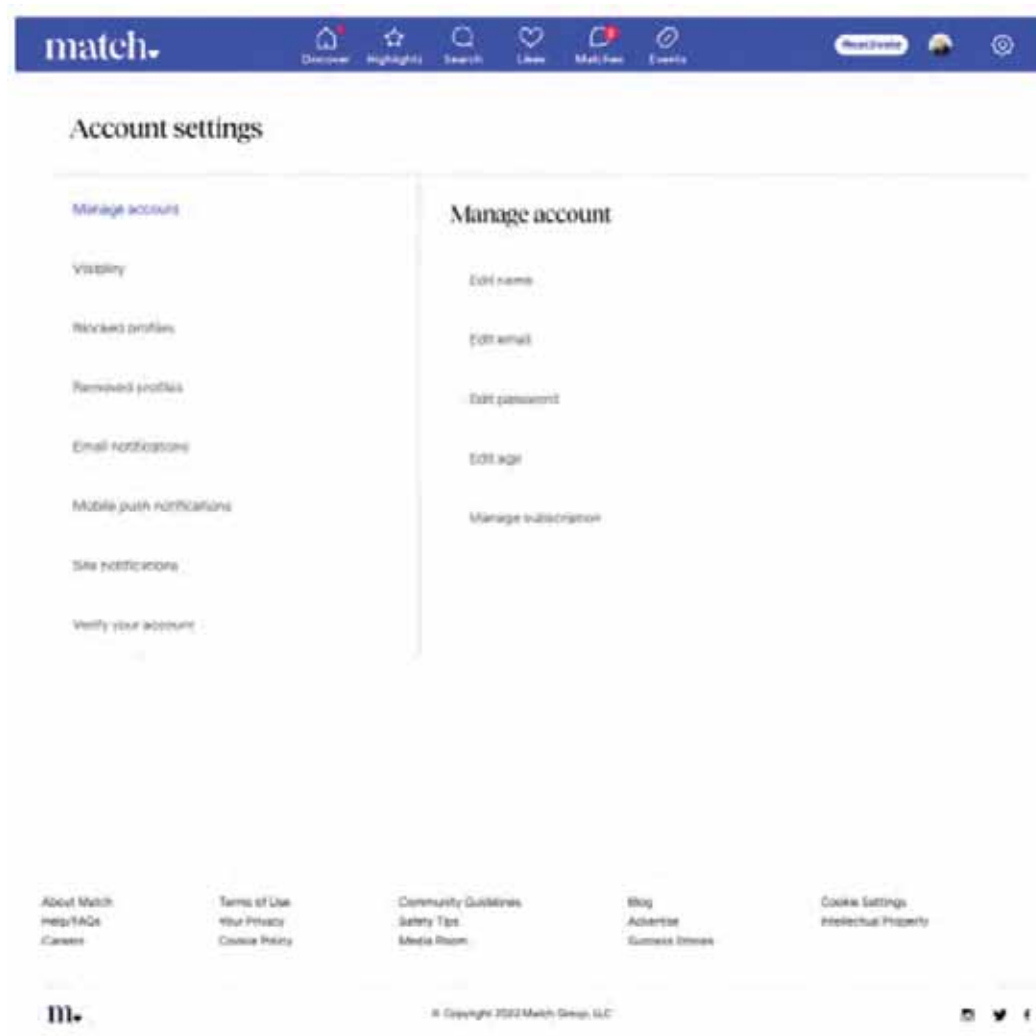 match
Discover Highlights Search Likes Matches Events Reactivate
Account settings
Manage account
Visibility
Blocked profiles
Removed profiles
Email notifications
Mobile push notifications
Site notifications
Verify your account
Manage account
Edit name
Edit email
Edit password
Edit age
Manage subscription
About Match
Help/FAQs
Careers
Terms of Use
Your Privacy
Cookie Policy
Community Guidelines
Safety Tips
Media Room
Blog
Advertise
Success Stories
Cookie Settings
Intellectual Property
m
© Copyright 2022 Match Group, LLC